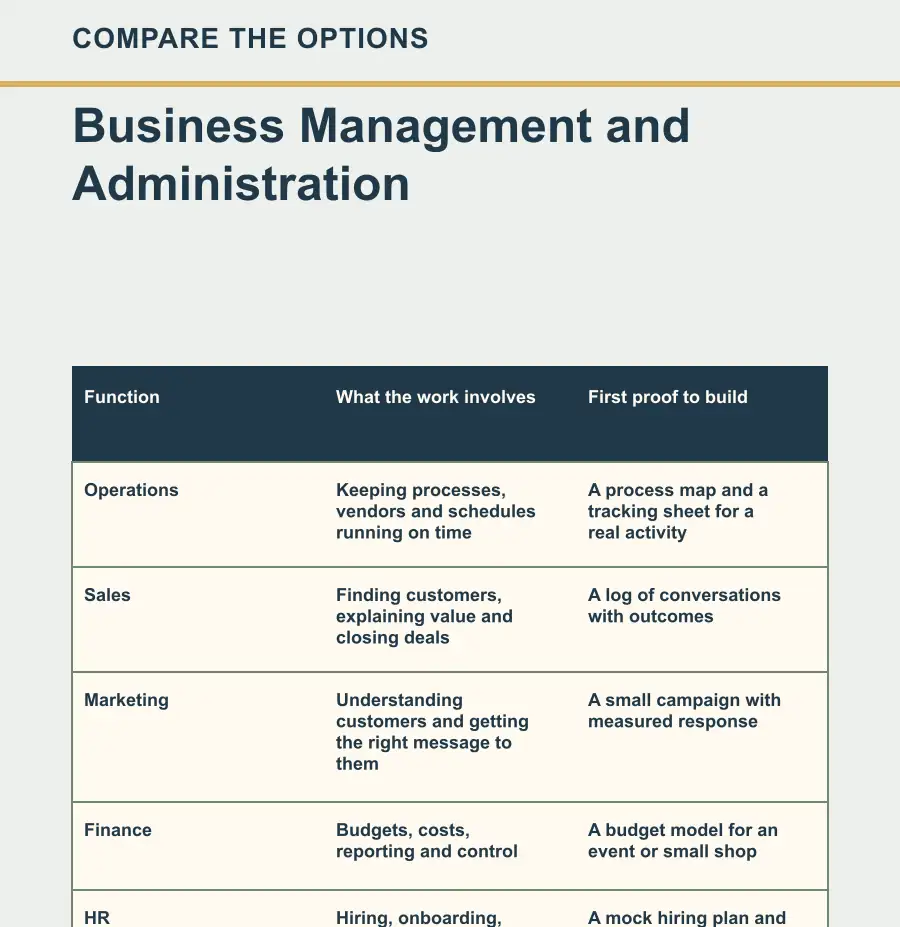 COMPARE THE OPTIONS
Business Management and
Administration
Function
What the work involves
First proof to build
Operations
Keeping processes,
vendors and schedules
running on time
A process map and a
tracking sheet for a
real activity
Sales
Finding customers,
explaining value and
closing deals
A log of conversations
with outcomes
Marketing
Understanding
customers and getting
the right message to
them
A small campaign with
measured response
Finance
Budgets, costs,
reporting and control
A budget model for an
event or small shop
HR
Hiring, onboarding,
A mock hiring plan and